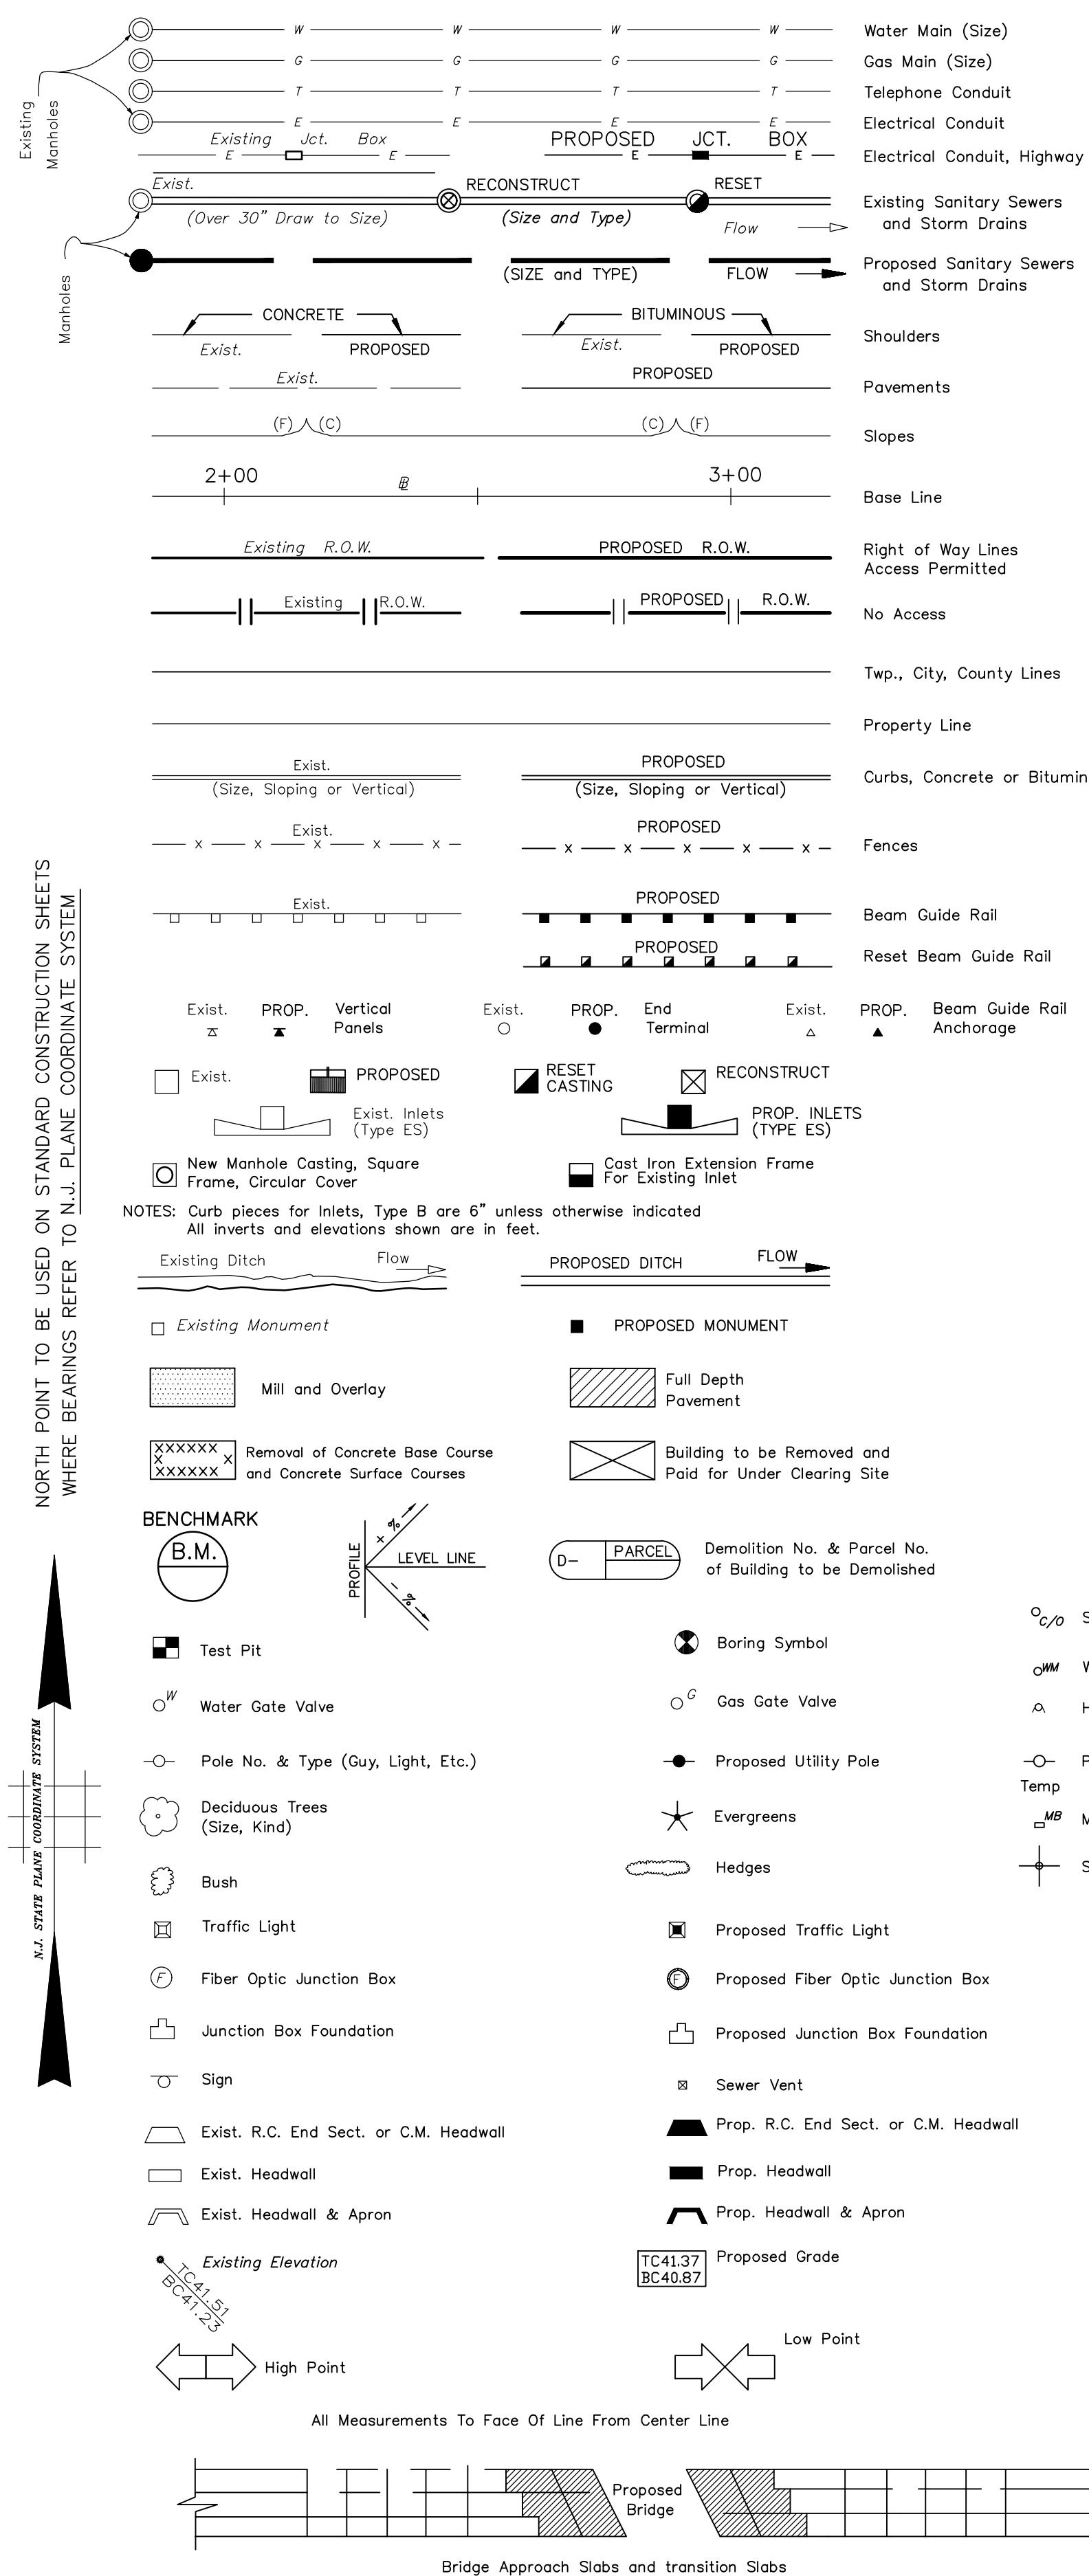 W W W W Water Main (Size)
G G G G Gas Main (Size)
T T T T Telephone Conduit
E E E E Electrical Conduit
Existing
Manholes
Existing Jct. Box PROPOSED JCT. BOX
E E E E Electrical Conduit, Highway
Exist. RECONSTRUCT RESET
(Over 30" Draw to Size) (Size and Type) Existing Sanitary Sewers
Flow and Storm Drains
Manholes
(SIZE and TYPE) FLOW Proposed Sanitary Sewers
and Storm Drains
CONCRETE BITUMINOUS
Exist. PROPOSED Exist. PROPOSED Shoulders
Exist. PROPOSED Pavements
(F) (C) (C) (F) Slopes
2+00 BL 3+00
Base Line
Existing R.O.W. PROPOSED R.O.W. Right of Way Lines
Access Permitted
Existing R.O.W. PROPOSED R.O.W. No Access
Twp., City, County Lines
Property Line
Exist. PROPOSED
(Size, Sloping or Vertical) (Size, Sloping or Vertical) Curbs, Concrete or Bitumin
Exist. PROPOSED
x x x x x x x x x x Fences
Exist. PROPOSED Beam Guide Rail
PROPOSED Reset Beam Guide Rail
Exist. PROP. Vertical Exist. PROP. End Exist. PROP. Beam Guide Rail
Panels Terminal Anchorage
Exist. PROPOSED RESET RECONSTRUCT
CASTING
Exist. Inlets PROP. INLETS
(Type ES) (TYPE ES)
New Manhole Casting, Square Cast Iron Extension Frame
Frame, Circular Cover For Existing Inlet
NOTES: Curb pieces for Inlets, Type B are 6" unless otherwise indicated
All inverts and elevations shown are in feet.
Existing Ditch Flow PROPOSED DITCH FLOW
Existing Monument PROPOSED MONUMENT
Mill and Overlay Full Depth
Pavement
XXXXXX
X X
XXXXXX
Removal of Concrete Base Course Building to be Removed and
and Concrete Surface Courses Paid for Under Clearing Site
NORTH POINT TO BE USED ON STANDARD CONSTRUCTION SHEETS
WHERE BEARINGS REFER TO N.J. PLANE COORDINATE SYSTEM
BENCHMARK
B.M.
PROFILE
+ %
LEVEL LINE
- %
D- PARCEL
Demolition No. & Parcel No.
of Building to be Demolished
C/O S
Test Pit Boring Symbol
WM W
W Water Gate Valve G Gas Gate Valve H
Pole No. & Type (Guy, Light, Etc.) Proposed Utility Pole P
Temp
Deciduous Trees Evergreens MB M
(Size, Kind)
Bush Hedges S
Traffic Light Proposed Traffic Light
F Fiber Optic Junction Box F Proposed Fiber Optic Junction Box
Junction Box Foundation Proposed Junction Box Foundation
Sign Sewer Vent
Exist. R.C. End Sect. or C.M. Headwall Prop. R.C. End Sect. or C.M. Headwall
Exist. Headwall Prop. Headwall
Exist. Headwall & Apron Prop. Headwall & Apron
N.J. STATE PLANE COORDINATE SYSTEM
Existing Elevation
TC41.51
BC41.23
TC41.37
BC40.87
Proposed Grade
High Point Low Point
All Measurements To Face Of Line From Center Line
Proposed
Bridge
Bridge Approach Slabs and transition Slabs